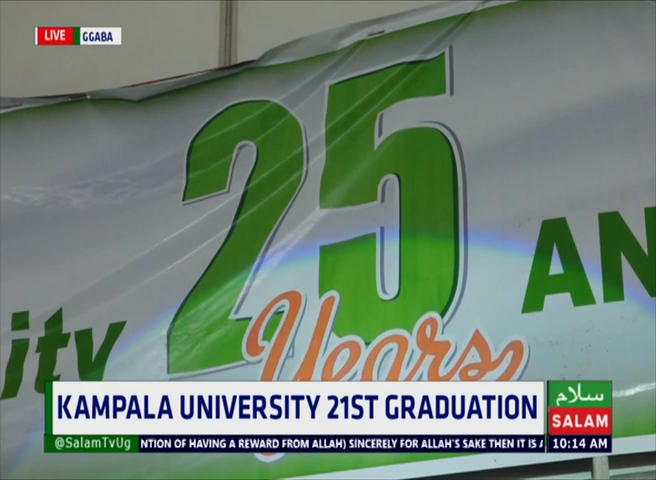 LIVE GGABA
25
Years
ity
AN
KAMPALA UNIVERSITY 21ST GRADUATION
سلام
SALAM
@SalamTvUg NTION OF HAVING A REWARD FROM ALLAH) SINCERELY FOR ALLAH'S SAKE THEN IT IS A 10:14 AM